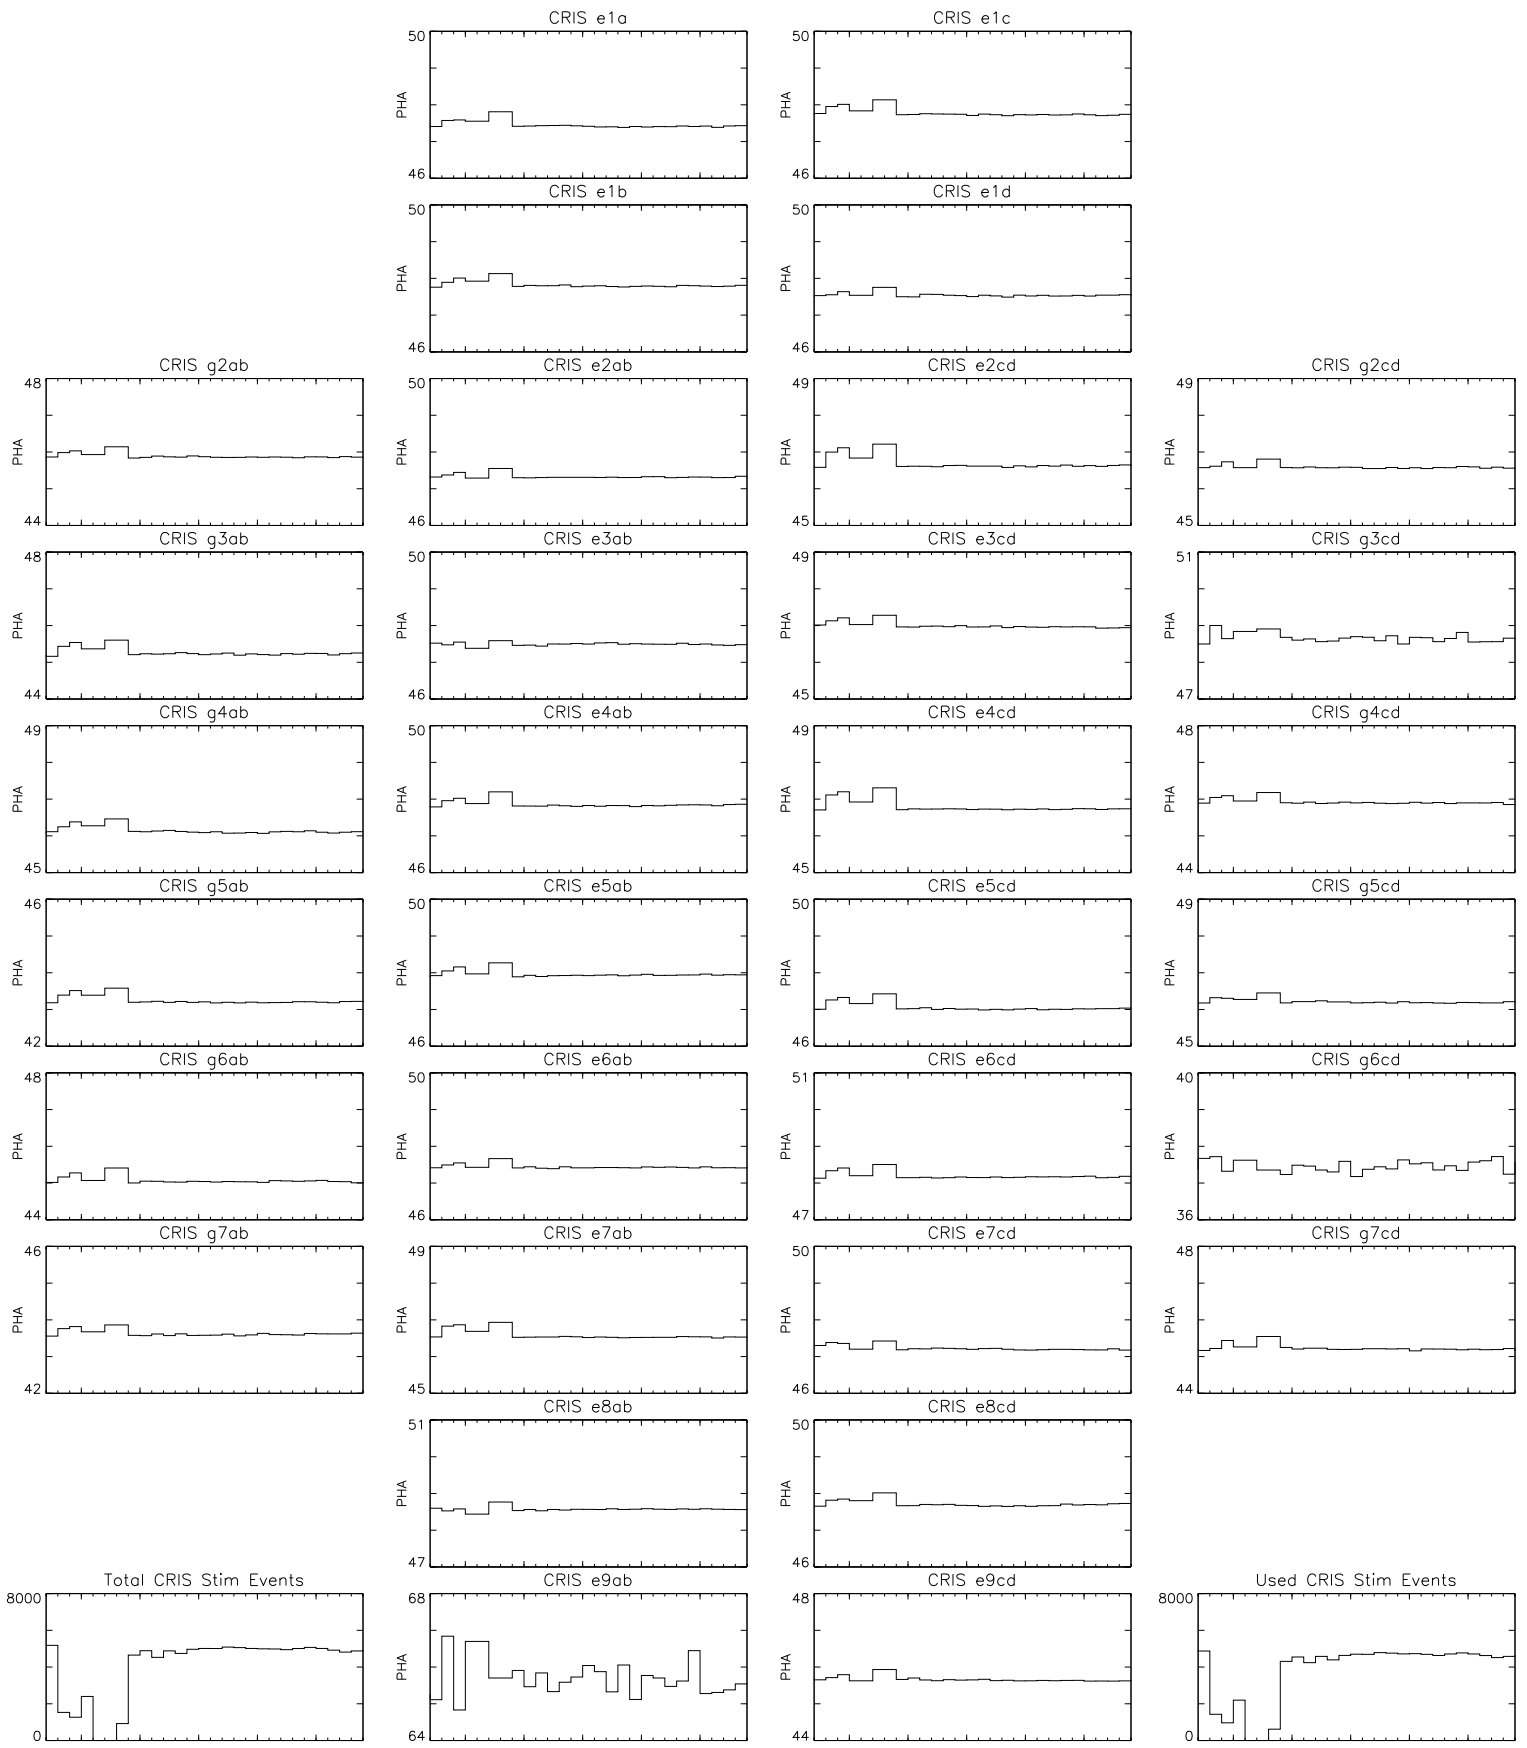 CRIS e1a
CRIS e1c
50
PHA
46
50
PHA
46
CRIS e1b
CRIS e1d
50
PHA
46
50
PHA
46
CRIS g2ab
CRIS e2ab
CRIS e2cd
CRIS g2cd
48
PHA
44
50
PHA
46
49
PHA
45
49
PHA
45
CRIS g3ab
CRIS e3ab
CRIS e3cd
CRIS g3cd
48
PHA
44
50
PHA
46
49
PHA
45
51
PHA
47
CRIS g4ab
CRIS e4ab
CRIS e4cd
CRIS g4cd
49
PHA
45
50
PHA
46
49
PHA
45
48
PHA
44
CRIS g5ab
CRIS e5ab
CRIS e5cd
CRIS g5cd
46
PHA
42
50
PHA
46
50
PHA
46
49
PHA
45
CRIS g6ab
CRIS e6ab
CRIS e6cd
CRIS g6cd
48
PHA
44
50
PHA
46
51
PHA
47
40
PHA
36
CRIS g7ab
CRIS e7ab
CRIS e7cd
CRIS g7cd
46
PHA
42
49
PHA
45
50
PHA
46
48
PHA
44
CRIS e8ab
CRIS e8cd
51
PHA
47
50
PHA
46
Total CRIS Stim Events
CRIS e9ab
CRIS e9cd
Used CRIS Stim Events
8000
0
68
PHA
64
48
PHA
44
8000
0